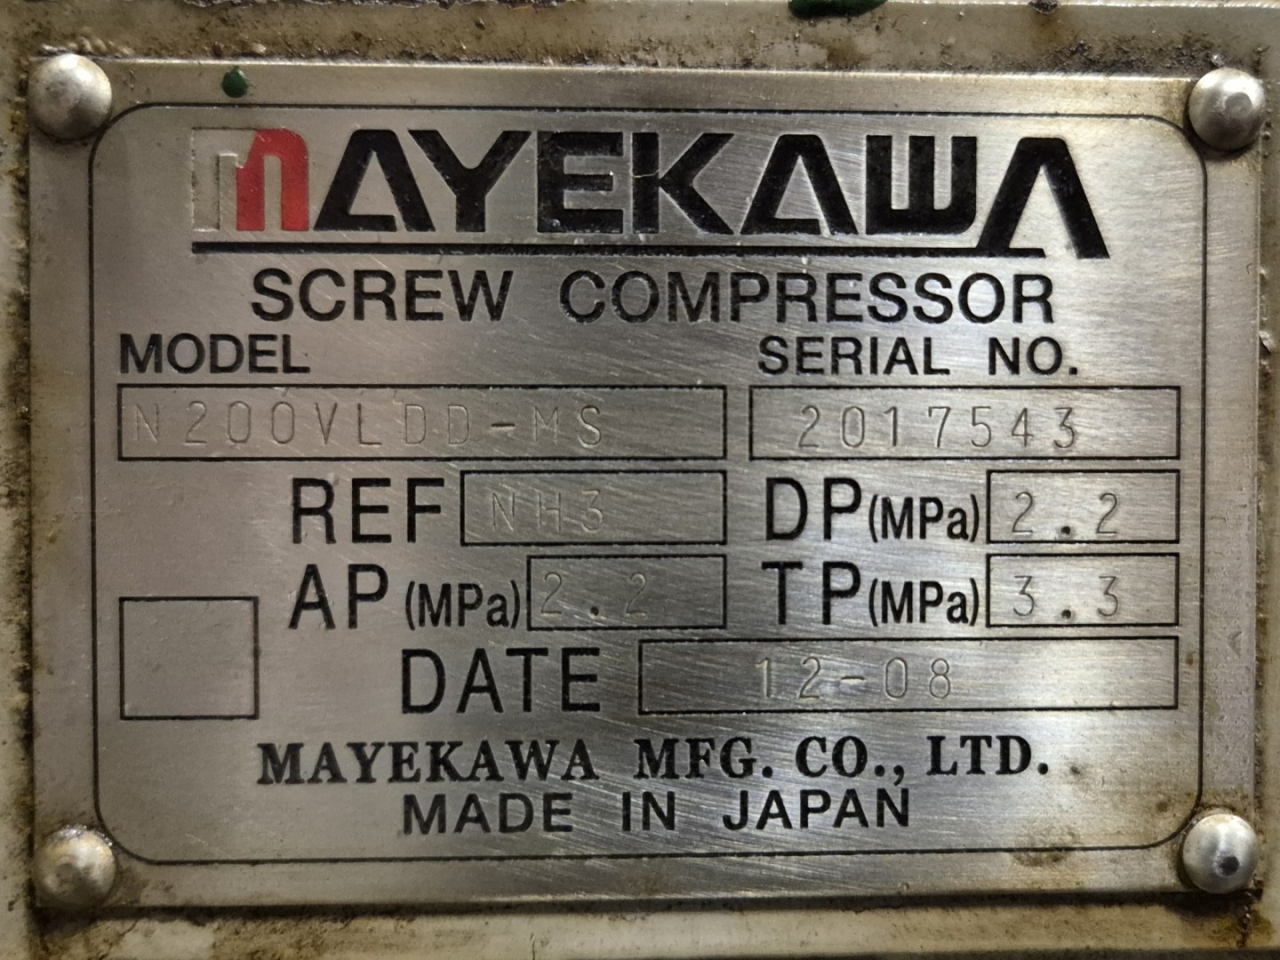 MAYEKAWA
SCREW COMPRESSOR
MODEL SERIAL NO.
N200VLDD-MS 2017543
REF NH3 DP(MPa) 2.2
AP(MPa) 2.2 TP(MPa) 3.3
DATE 12-08
MAYEKAWA MFG. CO., LTD.
MADE IN JAPAN